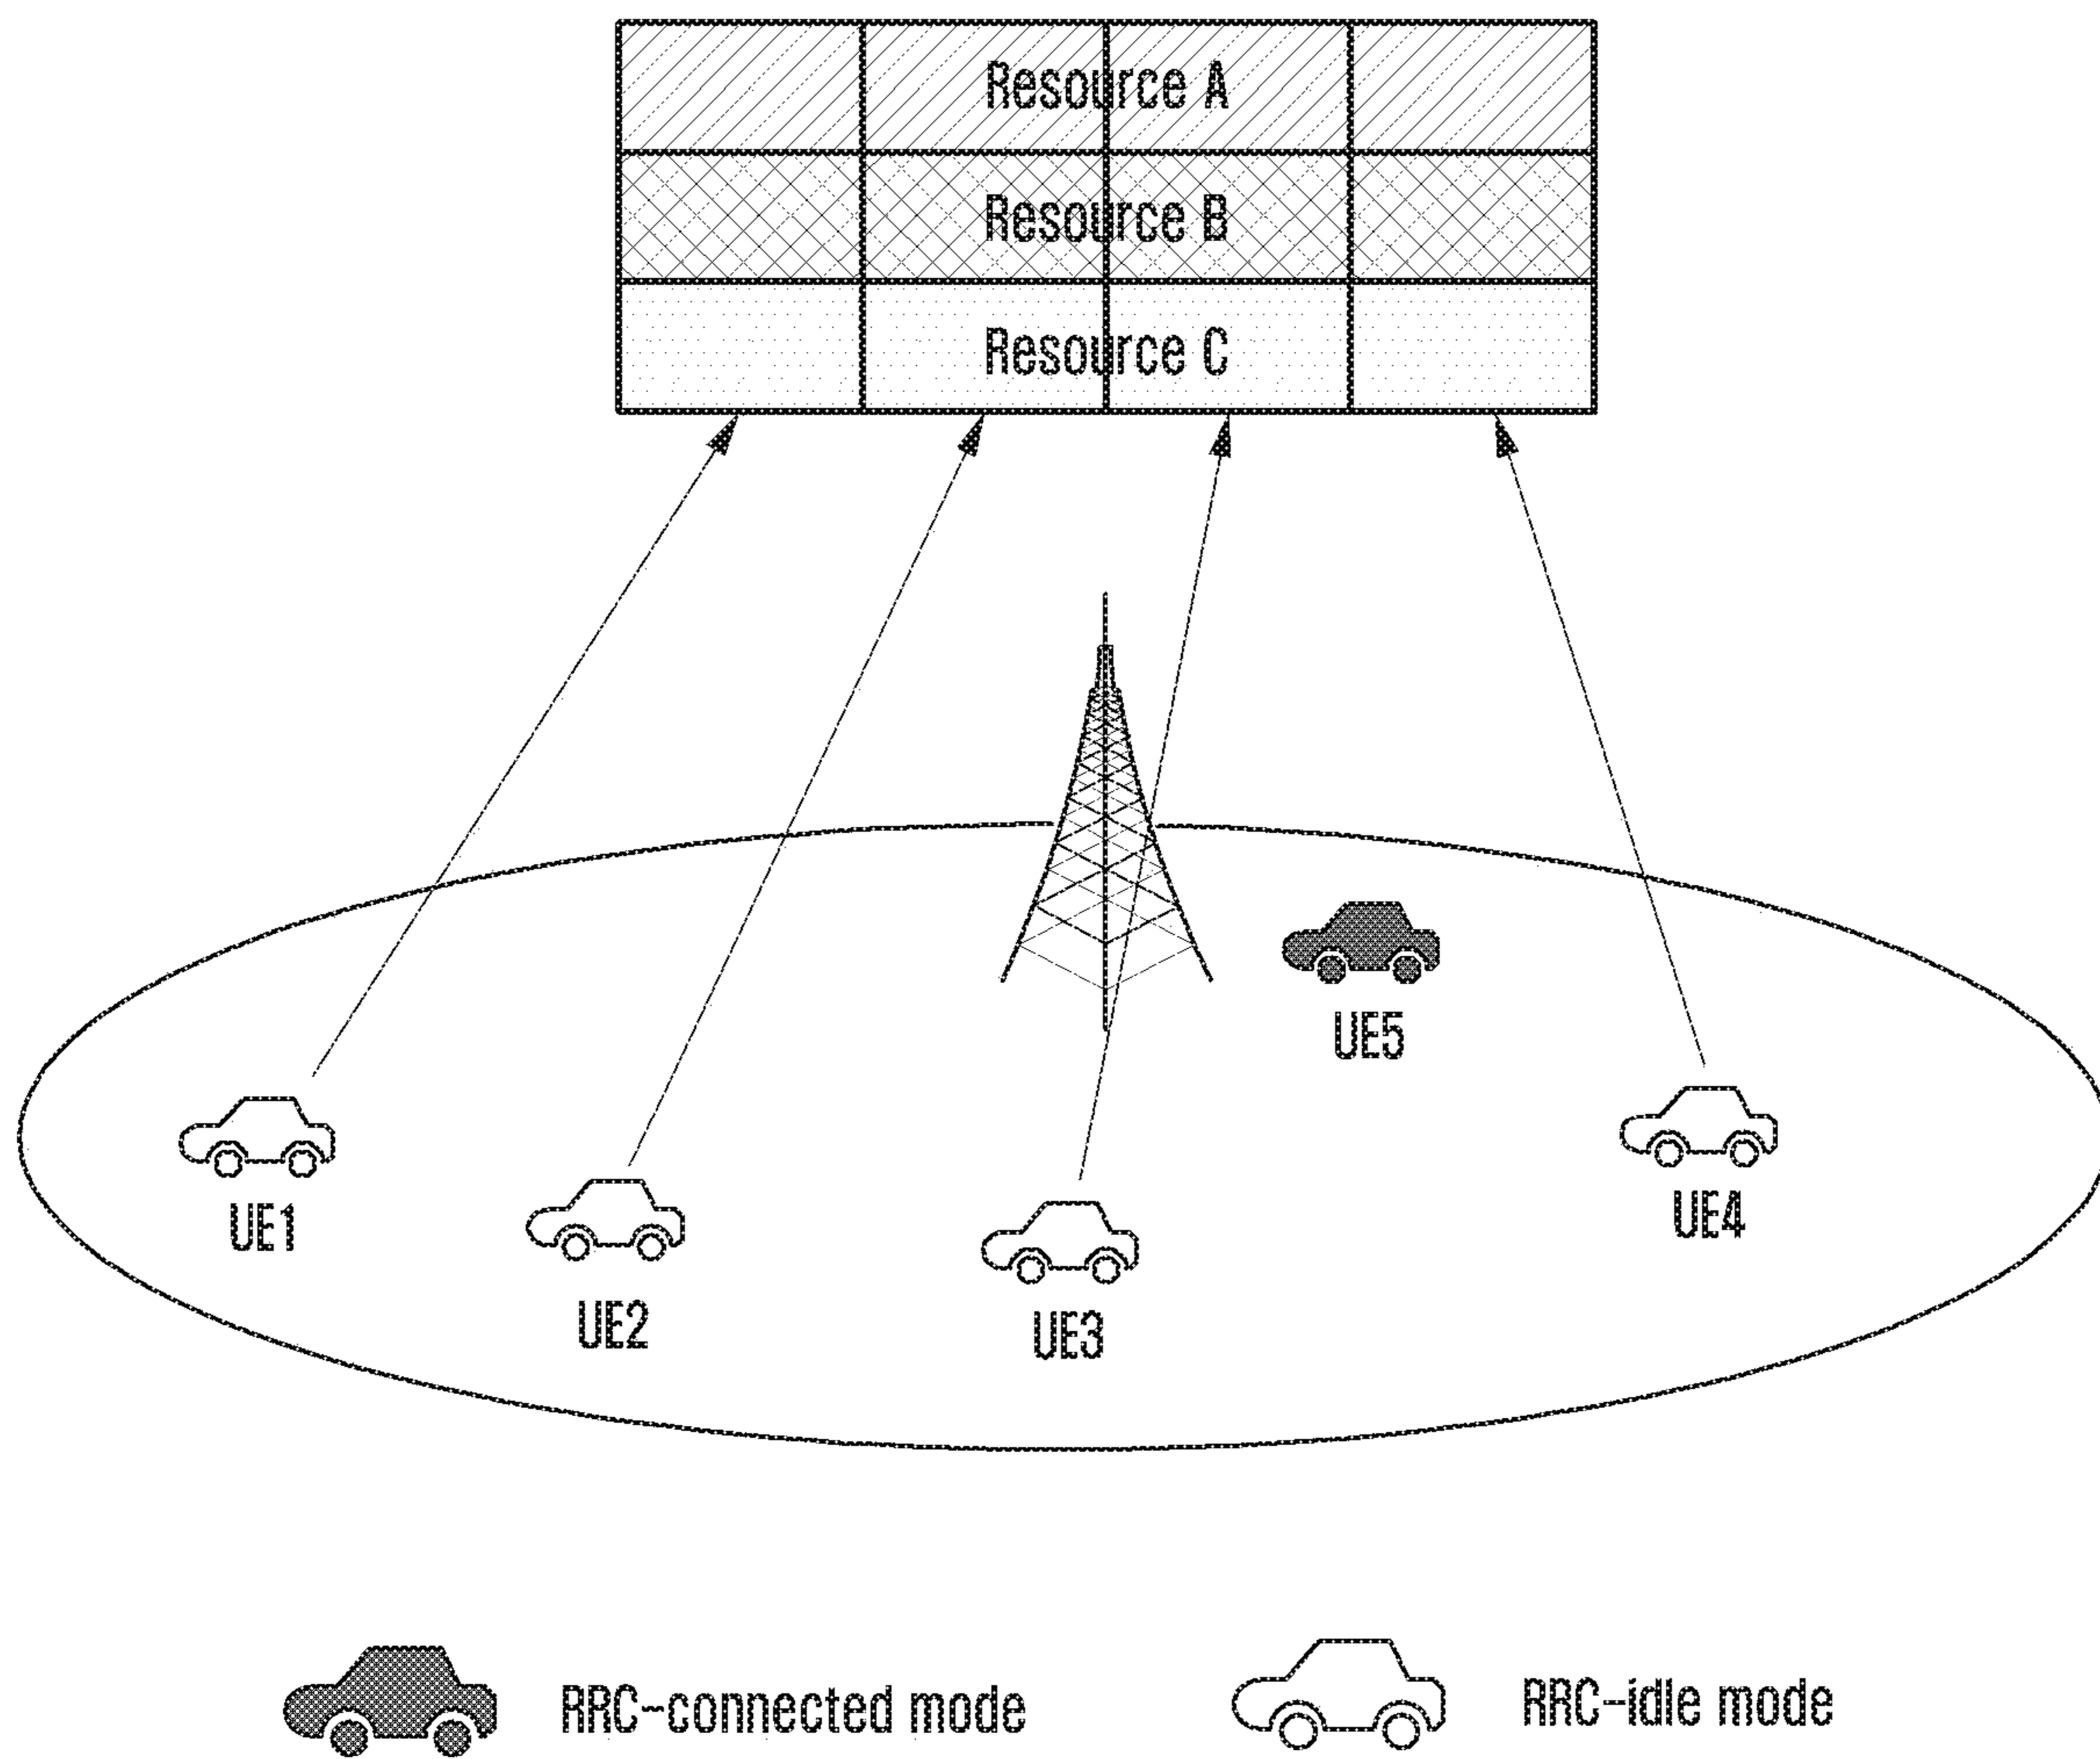 Resource A
Resource B
Resource C
UE5
UE1
UE4
UE2
UE3
RRC-connected mode
RRC-idle mode